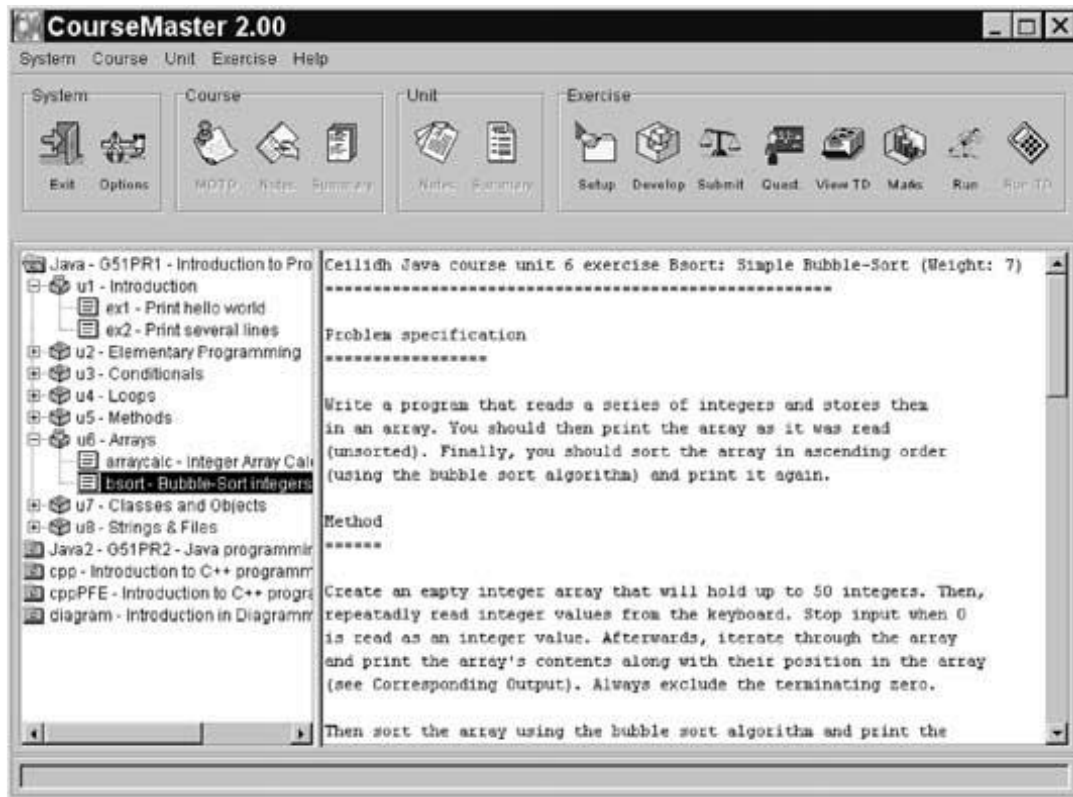 CourseMaster 2.00
System Course Unit Exercise Help
System Course Unit Exercise
Exit Options MOTD Notes Summary Notes Summary Setup Develop Submit Quest. View TD Marks Run Run TD
Java - G51PR1 - Introduction to Pro
u1 - Introduction
ex1 - Print hello world
ex2 - Print several lines
u2 - Elementary Programming
u3 - Conditionals
u4 - Loops
u5 - Methods
u6 - Arrays
arraycalc - Integer Array Cal
bsort - Bubble-Sort integers
u7 - Classes and Objects
u8 - Strings & Files
Java2 - G51PR2 - Java programmin
cpp - Introduction to C++ programm
cppPFE - Introduction to C++ progra
diagram - Introduction in Diagramm
Ceilidh Java course unit 6 exercise Bsort: Simple Bubble-Sort (Weight: 7)
Problem specification
Write a program that reads a series of integers and stores them
in an array. You should then print the array as it was read
(unsorted). Finally, you should sort the array in ascending order
(using the bubble sort algorithm) and print it again.
Method
Create an empty integer array that will hold up to 50 integers. Then,
repeatadly read integer values from the keyboard. Stop input when 0
is read as an integer value. Afterwards, iterate through the array
and print the array's contents along with their position in the array
(see Corresponding Output). Always exclude the terminating zero.
Then sort the array using the bubble sort algorithm and print the